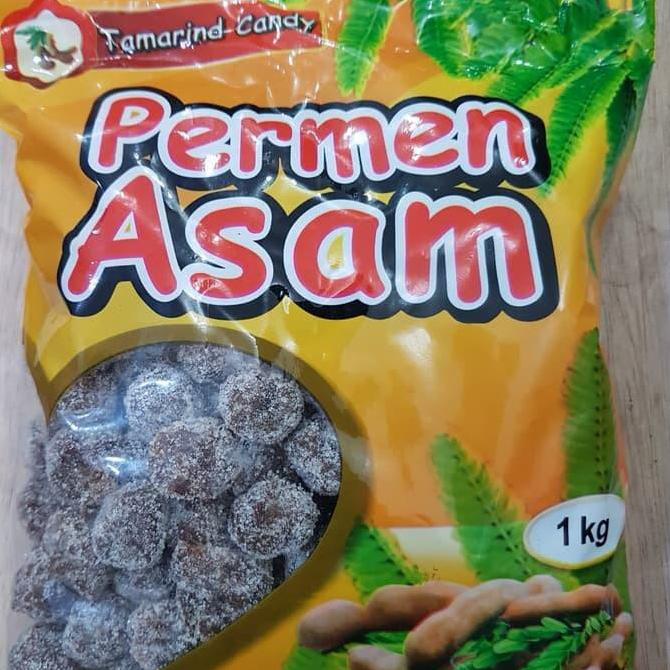 Tamarind Candy
Permen
Asam
1 kg